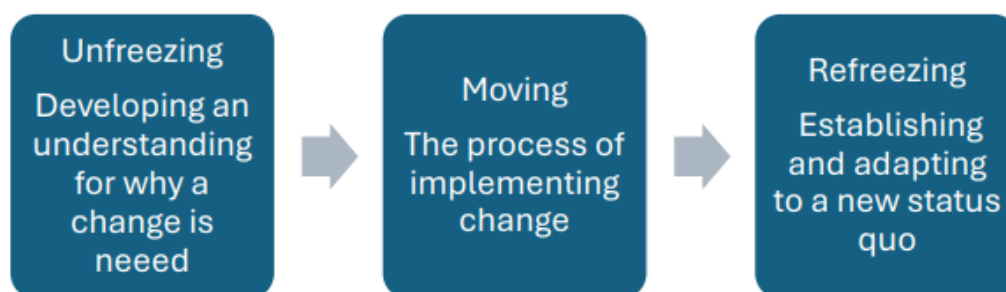 Unfreezing
Developing an
understanding
for why a
change is
neeed
Moving
The process of
implementing
change
Refreezing
Establishing
and adapting
to a new status
quo